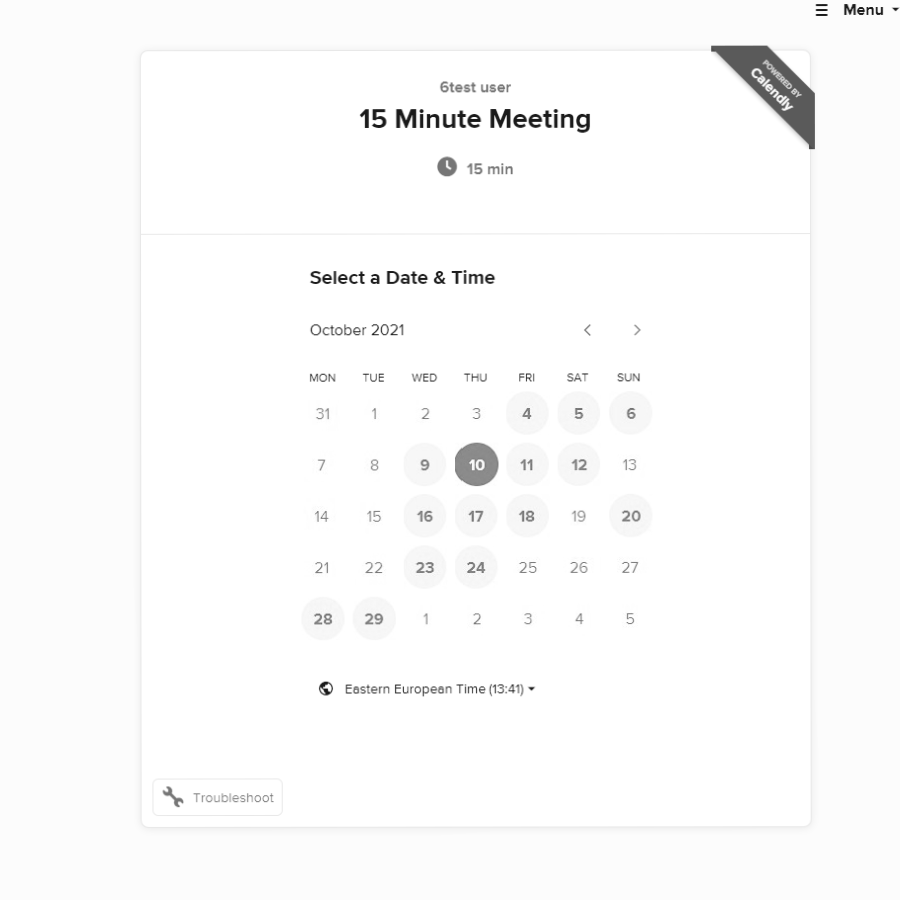 ☰ Menu
POWERED BY
Calendly
6test user
15 Minute Meeting
15 min
Select a Date & Time
October 2021
MON TUE WED THU FRI SAT SUN
31 1 2 3 4 5 6
7 8 9 10 11 12 13
14 15 16 17 18 19 20
21 22 23 24 25 26 27
28 29 1 2 3 4 5
Eastern European Time (13:41)
Troubleshoot